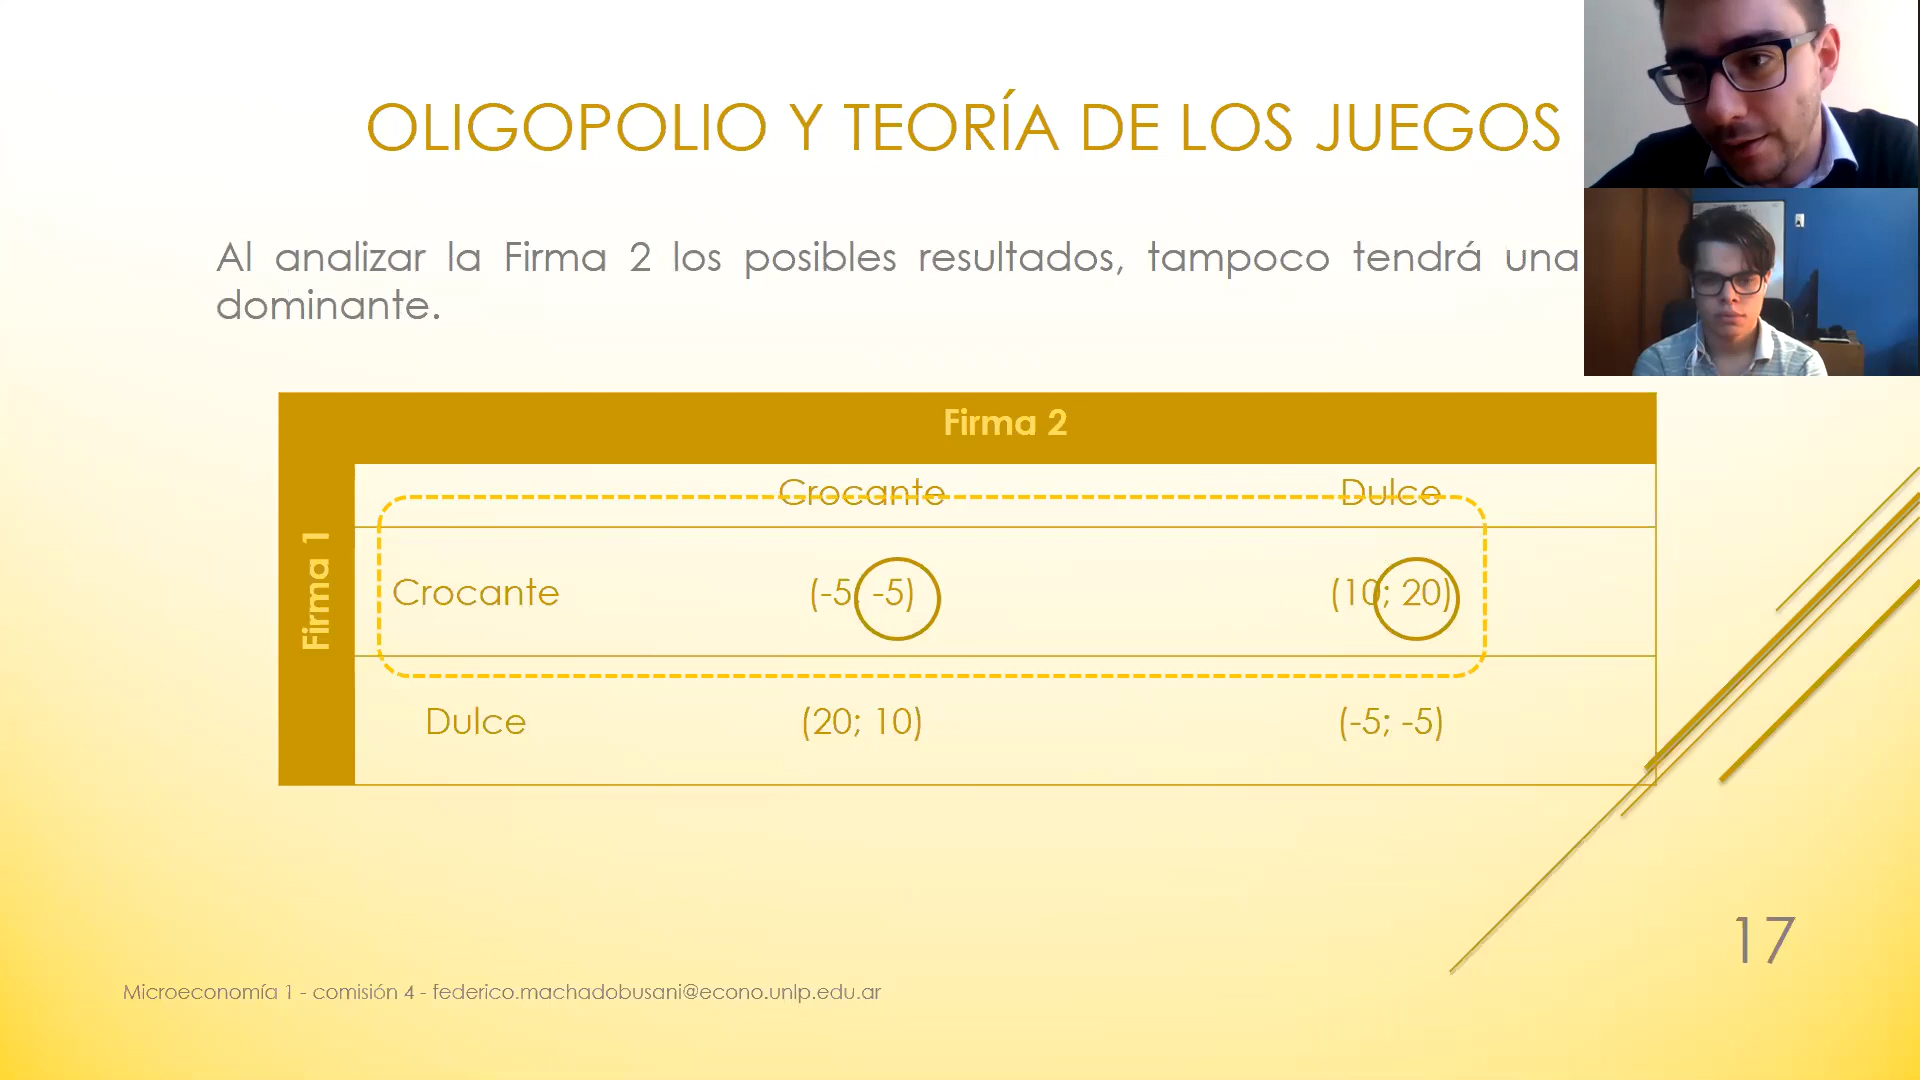 OLIGOPOLIO Y TEORÍA DE LOS JUEGOS
Al analizar la Firma 2 los posibles resultados, tampoco tendrá una
dominante.
Firma 2
Firma 1
Crocante Dulce
Crocante (-5; -5) (10; 20)
Dulce (20; 10) (-5; -5)
17
Microeconomía 1 - comisión 4 - federico.machadobusani@econo.unlp.edu.ar